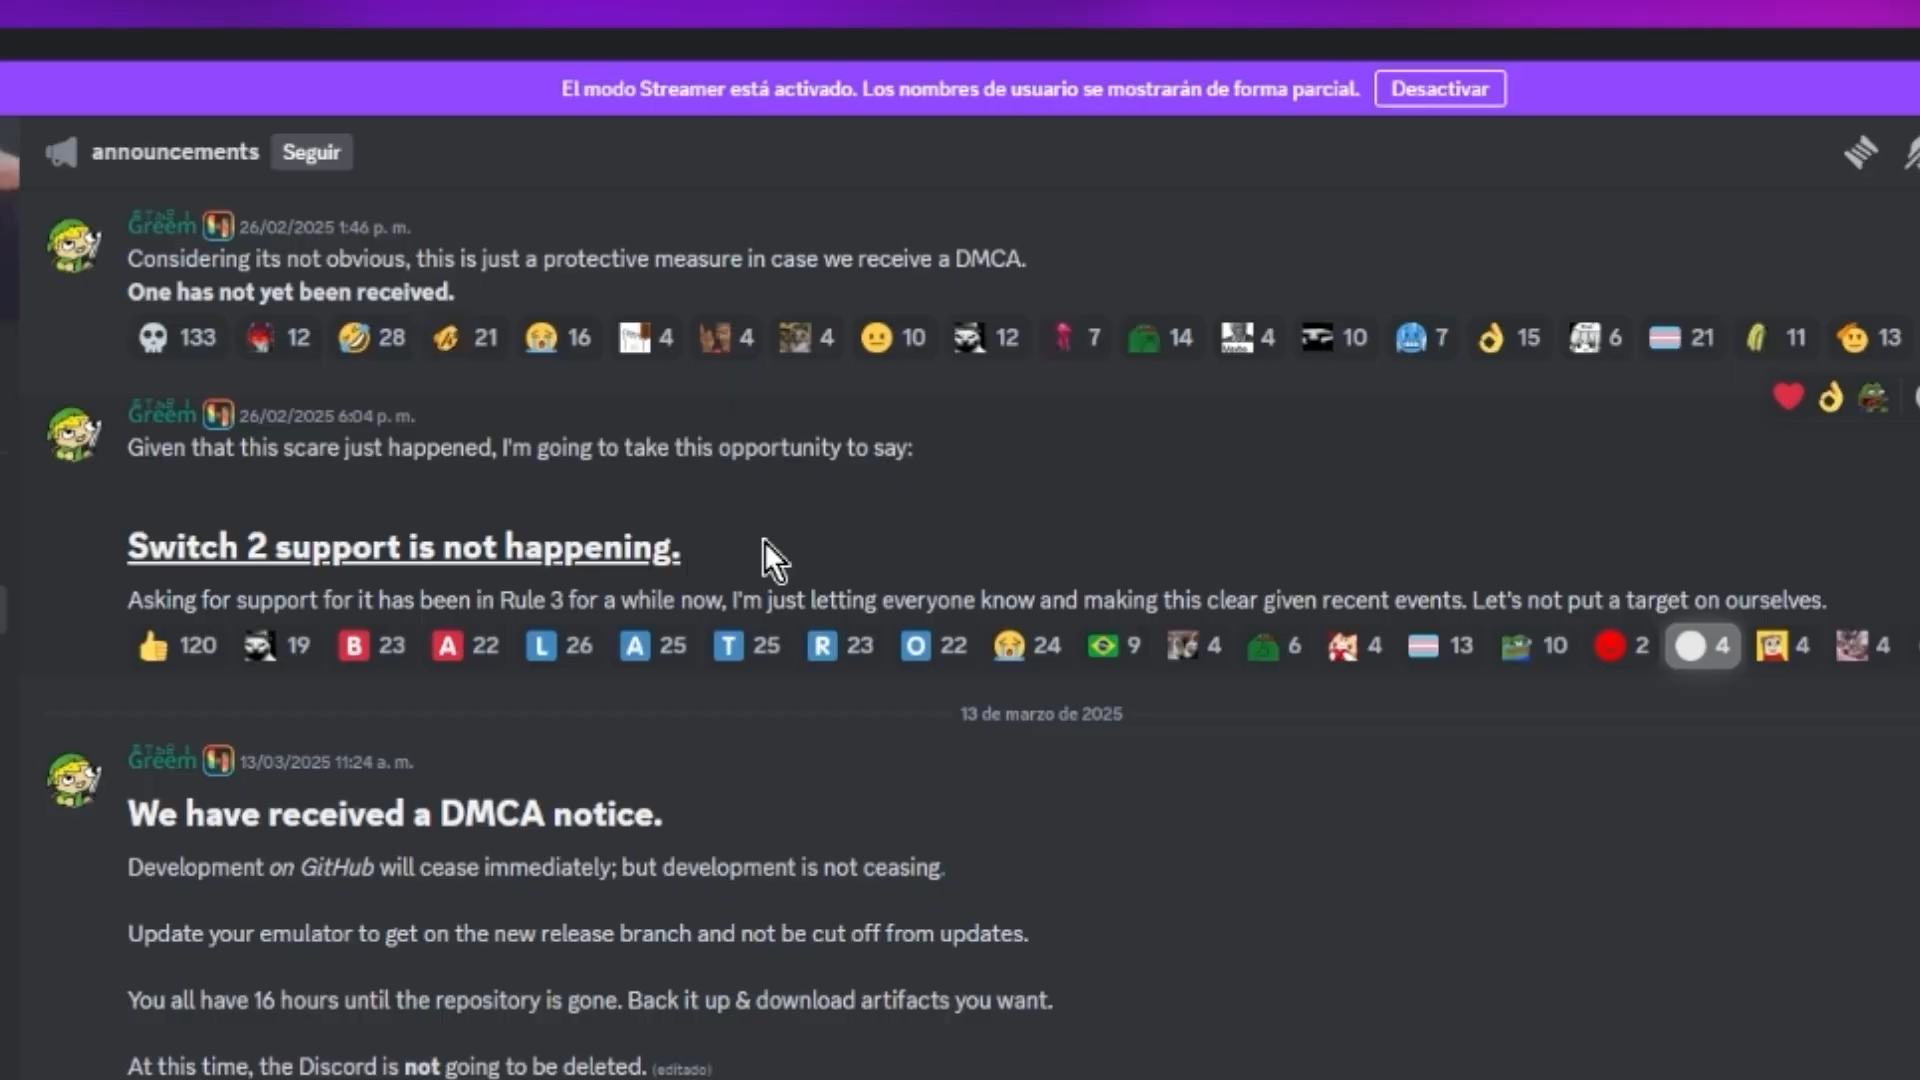 El modo Streamer está activado. Los nombres de usuario se mostrarán de forma parcial. Desactivar
announcements Seguir
Greem 26/02/2025 1:46 p. m.
Considering its not obvious, this is just a protective measure in case we receive a DMCA.
One has not yet been received.
133 12 28 21 16 4 4 4 10 12 7 14 4 10 7 15 6 21 11 13
Greem 26/02/2025 6:04 p. m.
Given that this scare just happened, I'm going to take this opportunity to say:
Switch 2 support is not happening.
Asking for support for it has been in Rule 3 for a while now, I'm just letting everyone know and making this clear given recent events. Let's not put a target on ourselves.
120 19 B 23 A 22 L 26 A 25 T 25 R 23 O 22 24 9 4 6 4 13 10 2 4 4 4
13 de marzo de 2025
Greem 13/03/2025 11:24 a. m.
We have received a DMCA notice.
Development on GitHub will cease immediately; but development is not ceasing.
Update your emulator to get on the new release branch and not be cut off from updates.
You all have 16 hours until the repository is gone. Back it up & download artifacts you want.
At this time, the Discord is not going to be deleted. (editado)